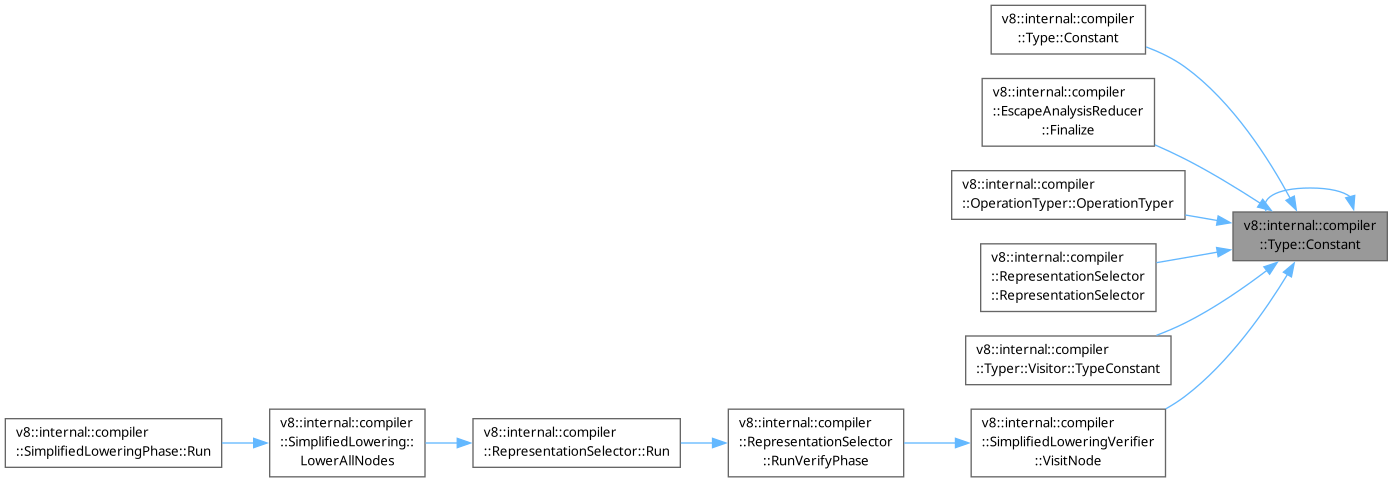 v8::internal::compiler
::Type::Constant
v8::internal::compiler
::EscapeAnalysisReducer
::Finalize
v8::internal::compiler
::OperationTyper::OperationTyper
v8::internal::compiler
::Type::Constant
v8::internal::compiler
::RepresentationSelector
::RepresentationSelector
v8::internal::compiler
::Typer::Visitor::TypeConstant
v8::internal::compiler
::SimplifiedLoweringPhase::Run
v8::internal::compiler
::SimplifiedLowering::
LowerAllNodes
v8::internal::compiler
::RepresentationSelector::Run
v8::internal::compiler
::RepresentationSelector
::RunVerifyPhase
v8::internal::compiler
::SimplifiedLoweringVerifier
::VisitNode